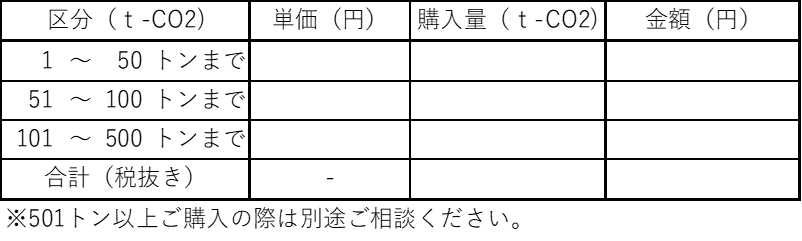 区分（ｔ-CO2） 単価（円） 購入量（ｔ-CO2） 金額（円）
1 ～ 50 トンまで
51 ～ 100 トンまで
101 ～ 500 トンまで
合計（税抜き） -
※501トン以上ご購入の際は別途ご相談ください。